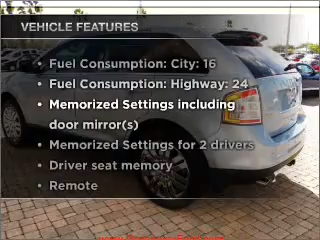 VEHICLE FEATURES
• Fuel Consumption: City: 16
• Fuel Consumption: Highway: 24
• Memorized Settings including
door mirror(s)
• Memorized Settings for 2 drivers
• Driver seat memory
• Remote